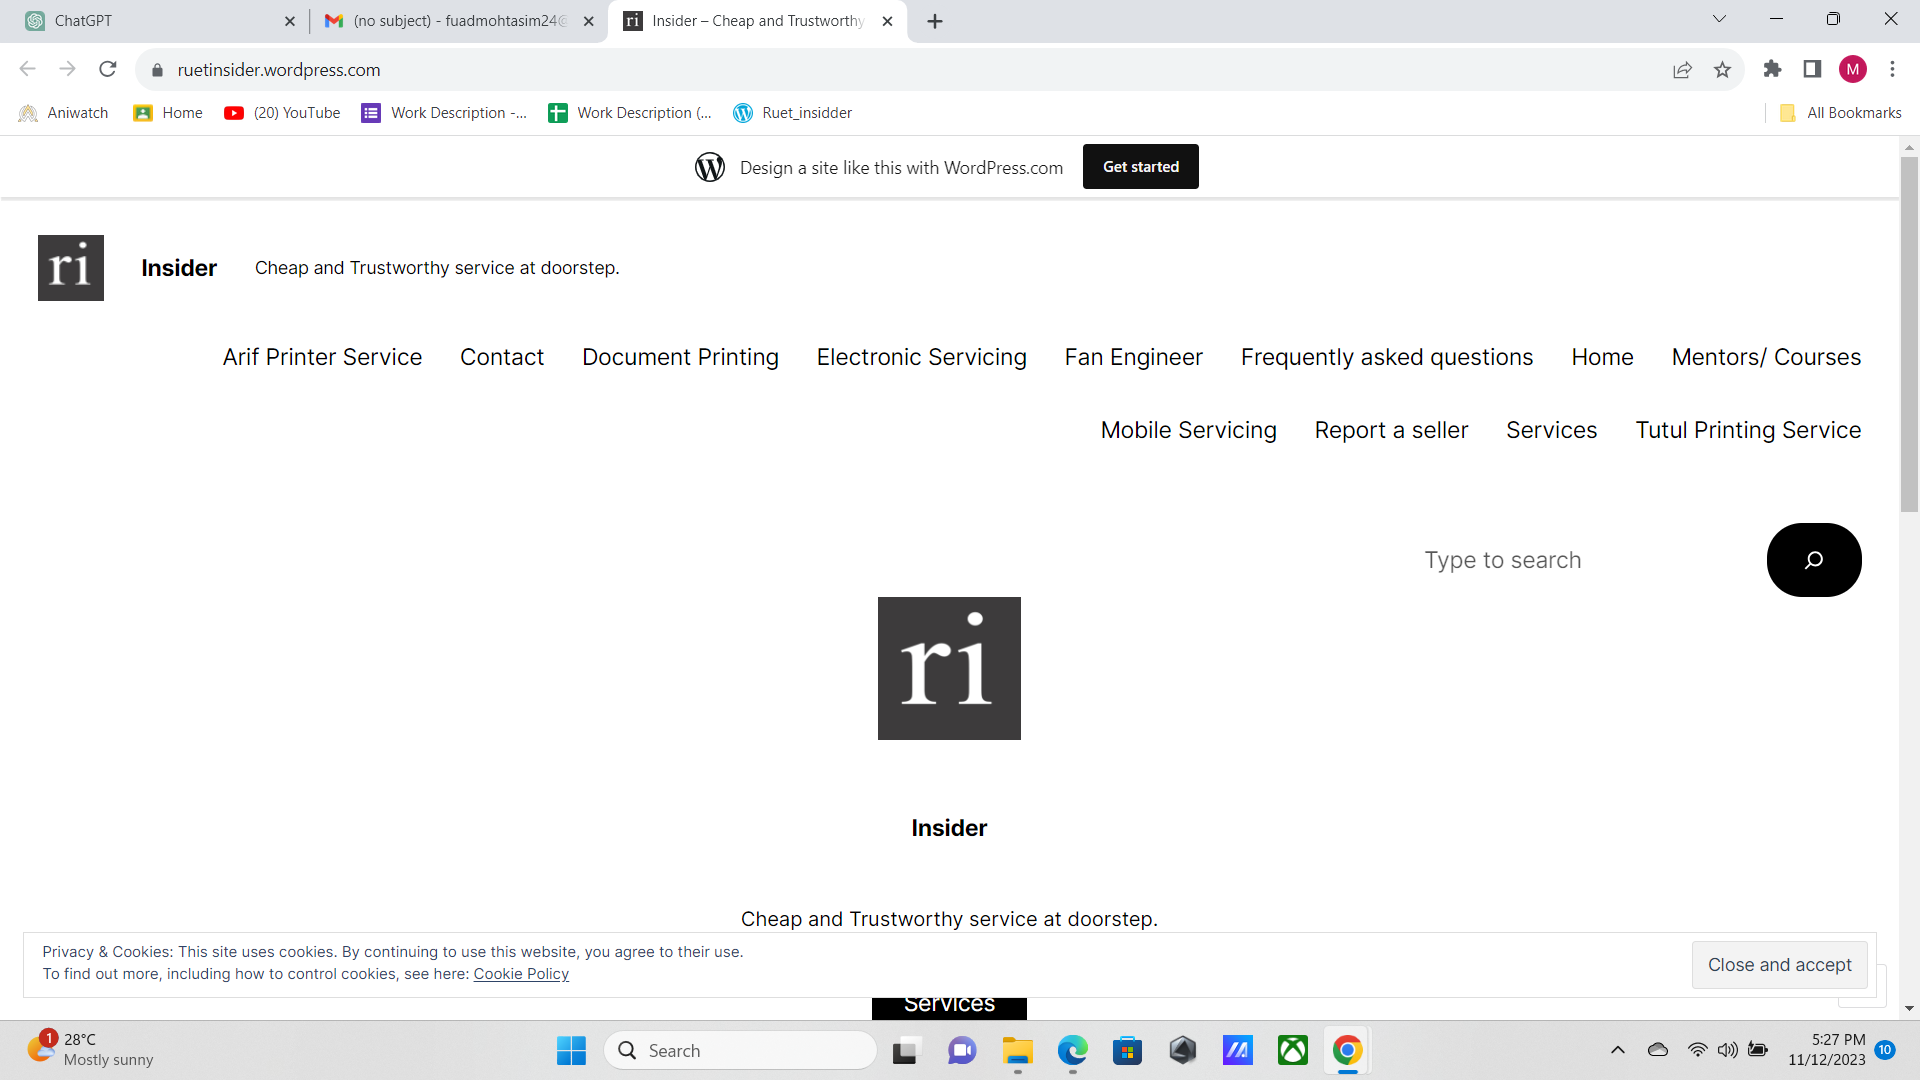 ChatGPT
(no subject) - fuadmohtasim24@
ri Insider – Cheap and Trustworthy
ruetinsider.wordpress.com
M
Aniwatch
Home
(20) YouTube
Work Description -...
Work Description (...
Ruet_insidder
All Bookmarks
Design a site like this with WordPress.com
Get started
ri
Insider
Cheap and Trustworthy service at doorstep.
Arif Printer Service
Contact
Document Printing
Electronic Servicing
Fan Engineer
Frequently asked questions
Home
Mentors/ Courses
Mobile Servicing
Report a seller
Services
Tutul Printing Service
Type to search
ri
Insider
Cheap and Trustworthy service at doorstep.
Privacy & Cookies: This site uses cookies. By continuing to use this website, you agree to their use.
To find out more, including how to control cookies, see here: Cookie Policy
Close and accept
Services
1
28°C
Mostly sunny
Search
5:27 PM
11/12/2023
10